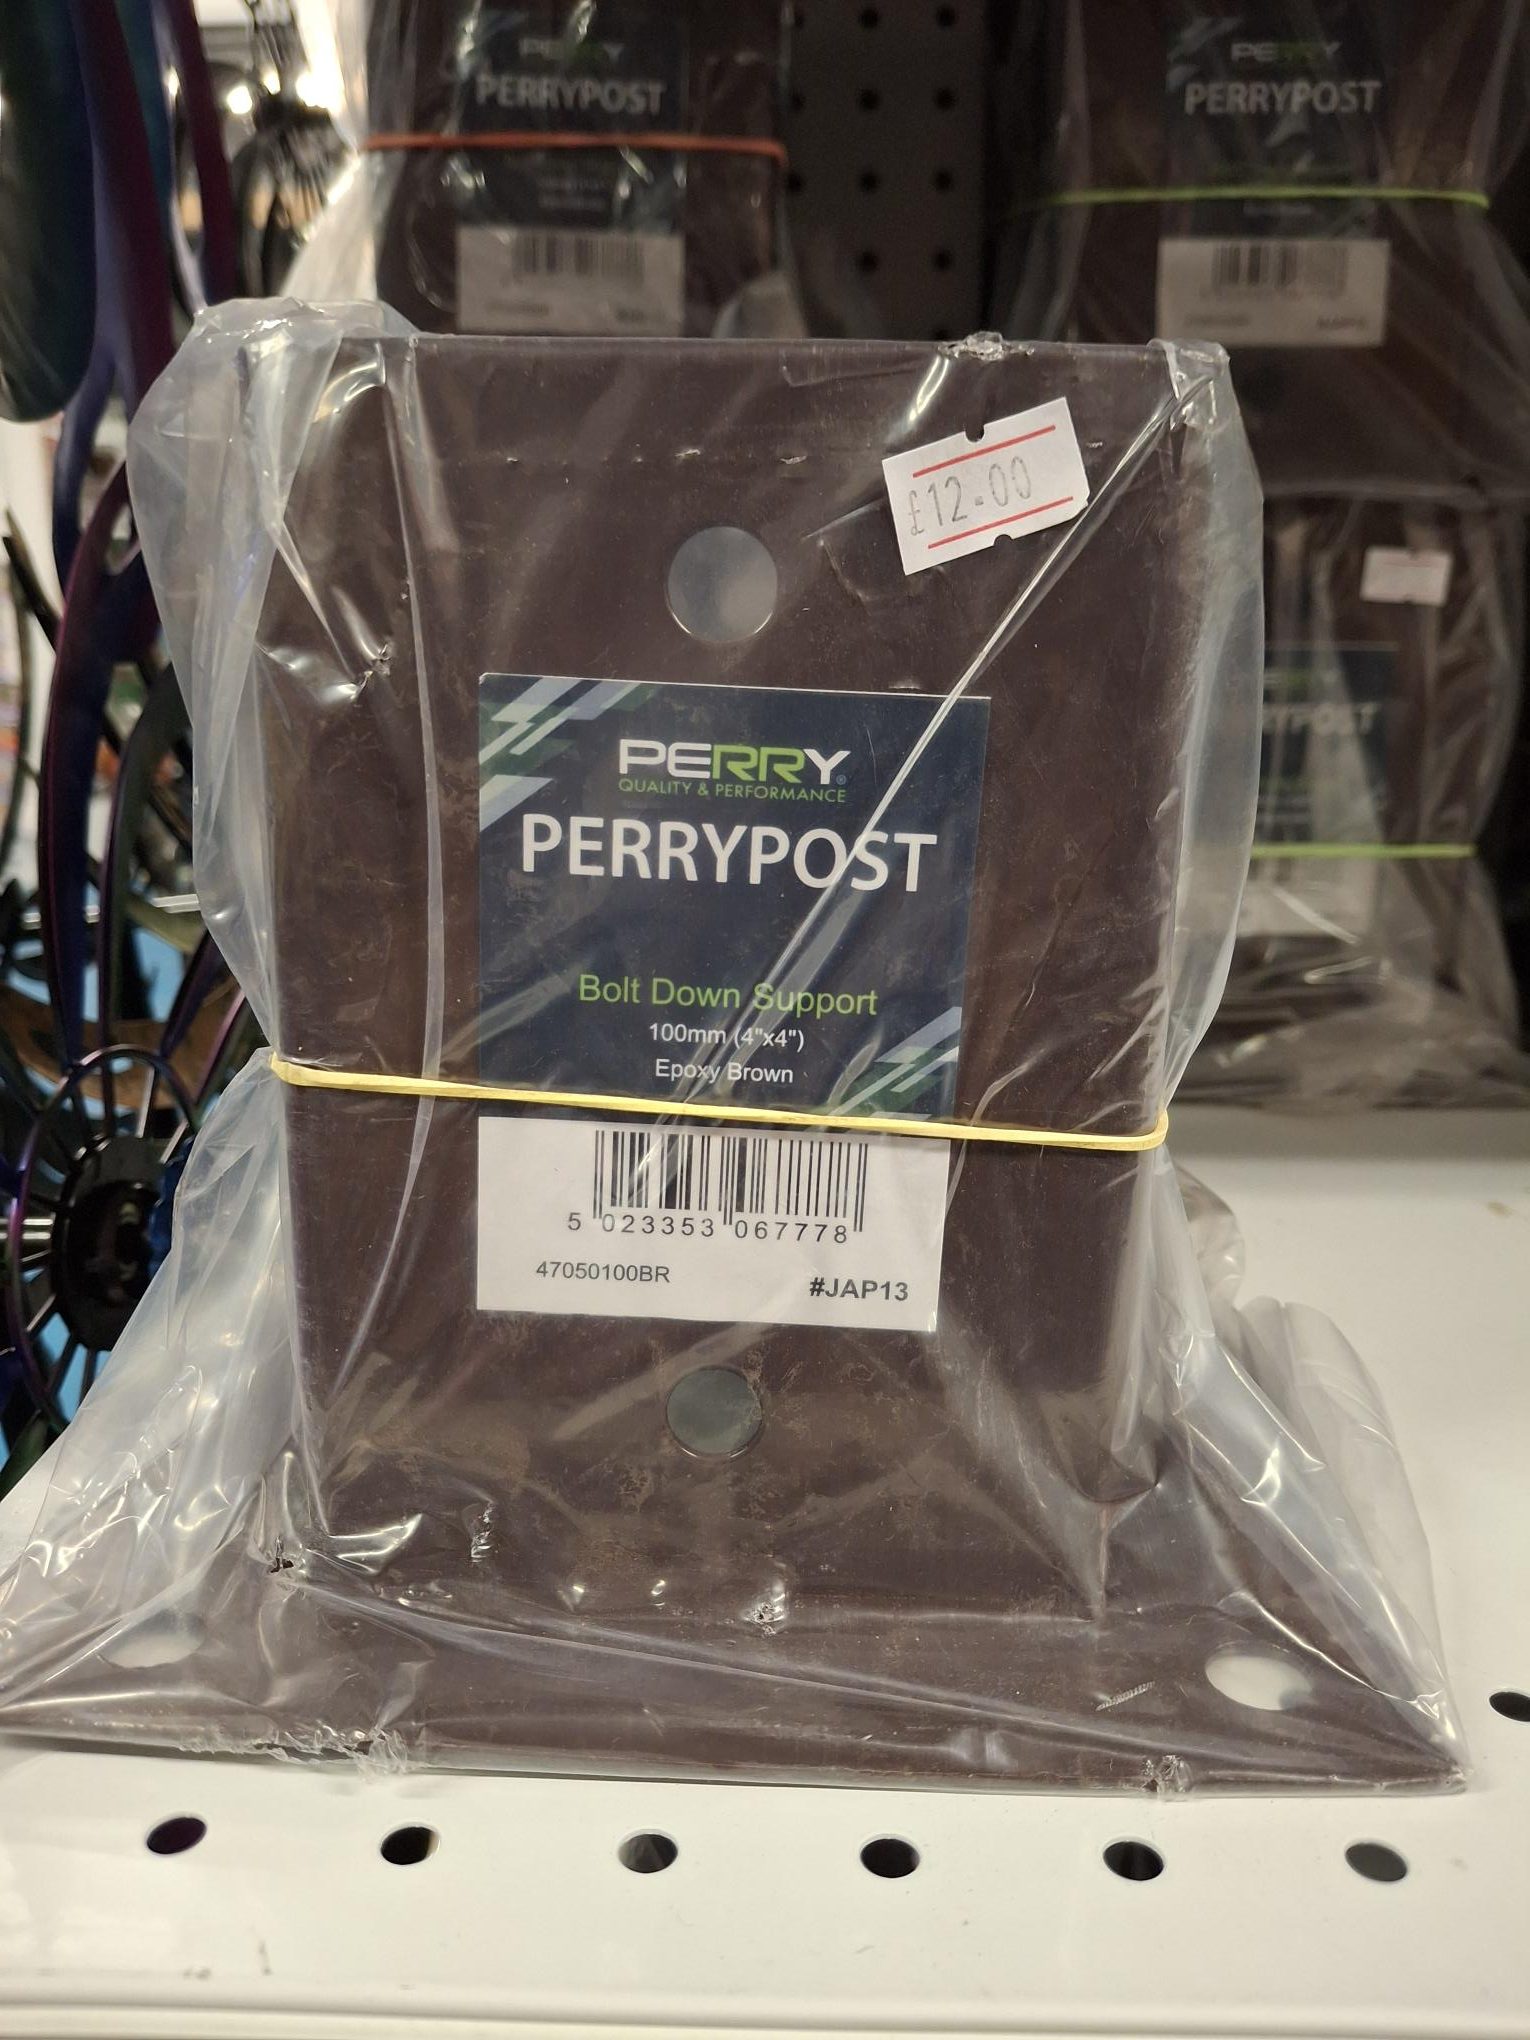 PERRY
PERRYPOST
PERRY
PERRYPOST
£12.00
PERRY®
QUALITY & PERFORMANCE
PERRYPOST
Bolt Down Support
100mm (4"x4")
Epoxy Brown
5 023353 067778
47050100BR
#JAP13